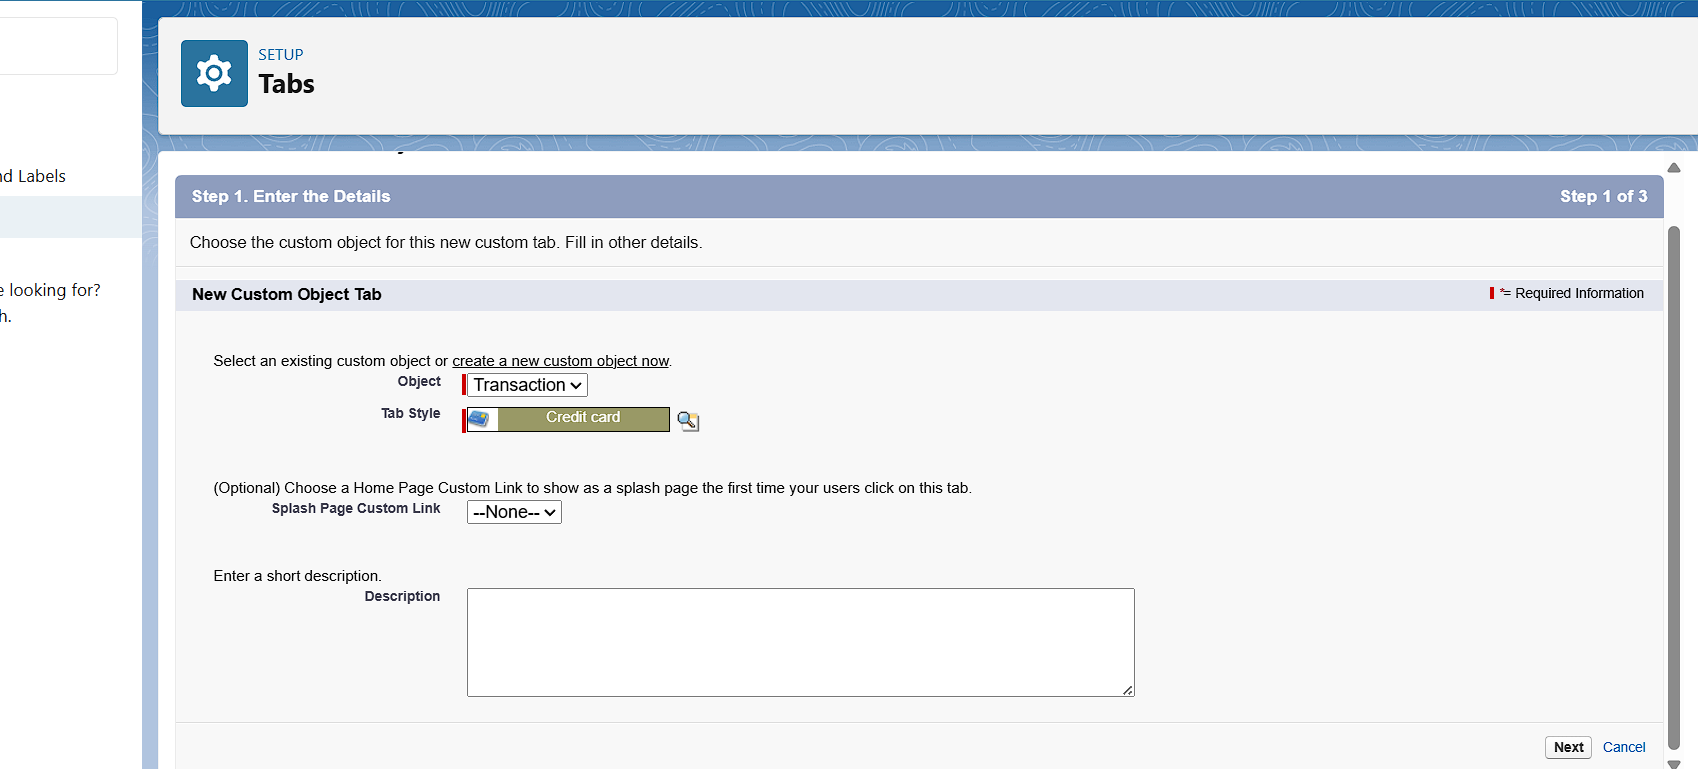 SETUP
Tabs
nd Labels
e looking for?
h.
Step 1. Enter the Details
Step 1 of 3
Choose the custom object for this new custom tab. Fill in other details.
New Custom Object Tab
*= Required Information
Select an existing custom object or create a new custom object now.
Object
Transaction
Tab Style
Credit card
(Optional) Choose a Home Page Custom Link to show as a splash page the first time your users click on this tab.
Splash Page Custom Link
--None--
Enter a short description.
Description
Next
Cancel